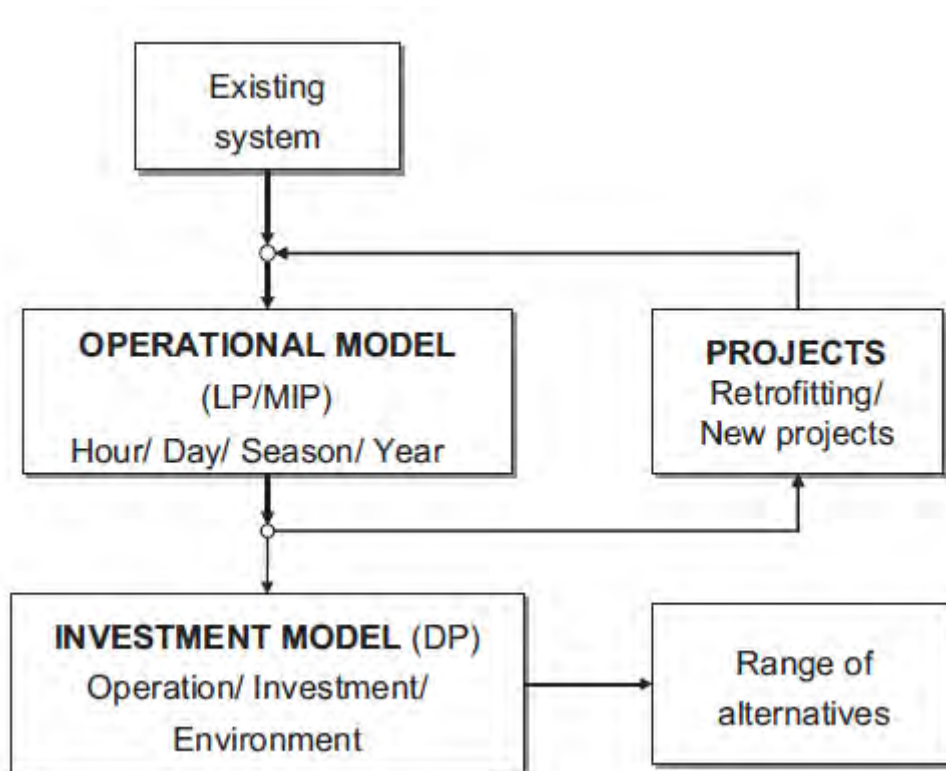 Existing
system
OPERATIONAL MODEL
(LP/MIP)
Hour/ Day/ Season/ Year
PROJECTS
Retrofitting/
New projects
INVESTMENT MODEL (DP)
Operation/ Investment/
Environment
Range of
alternatives